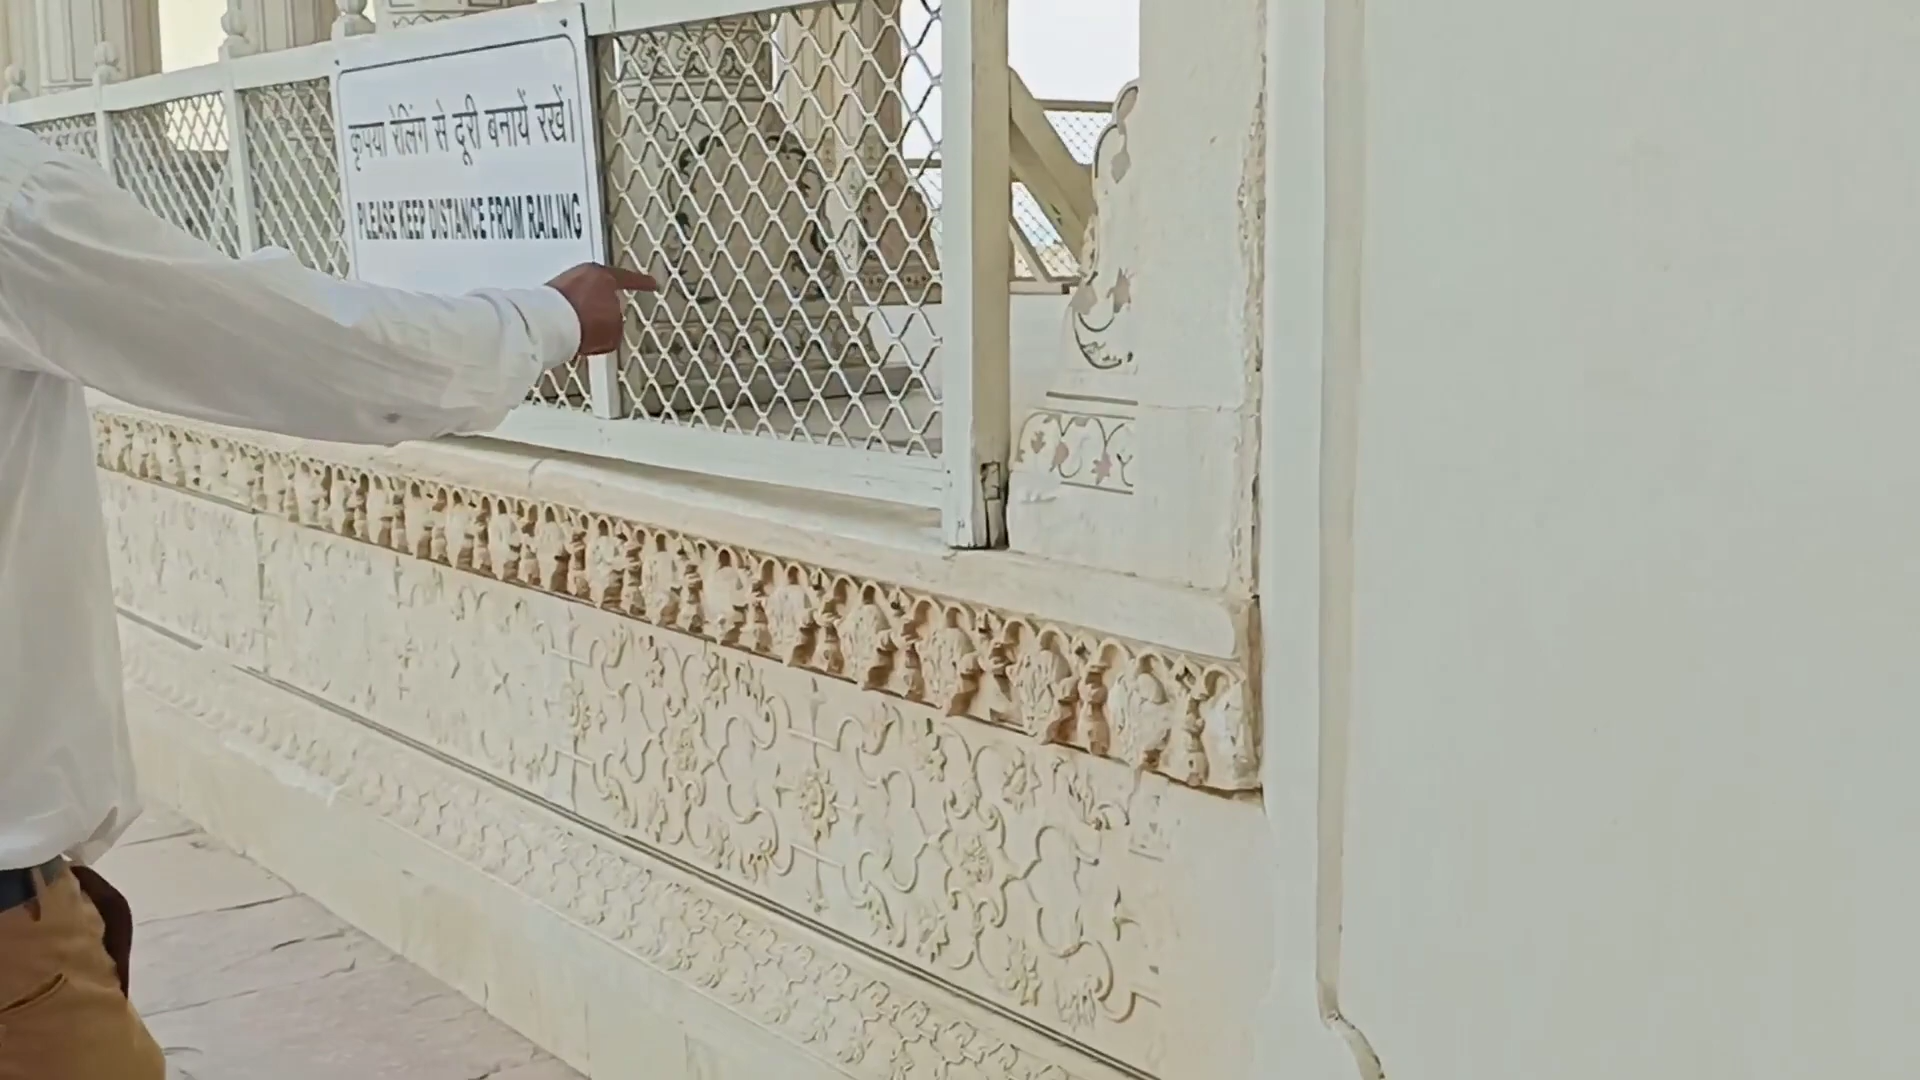 कृपया रेलिंग से दूरी बनायें रखें।
PLEASE KEEP DISTANCE FROM RAILING